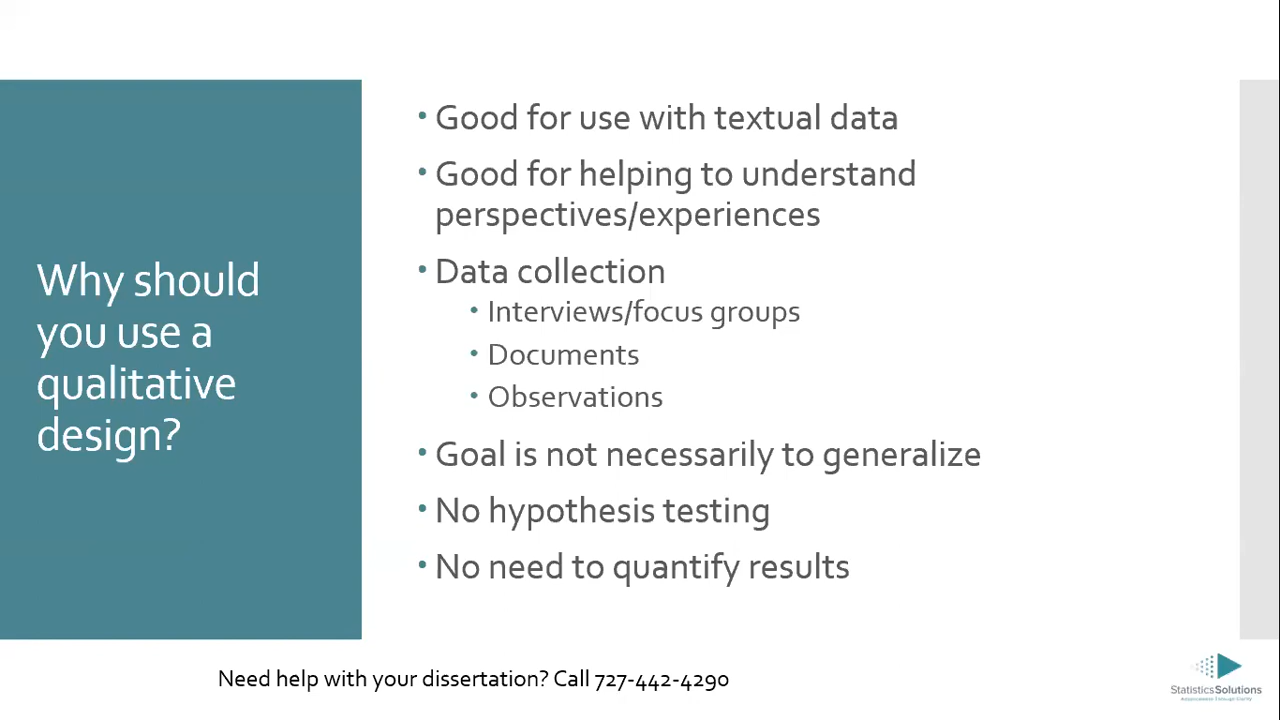 Why should
you use a
qualitative
design?
• Good for use with textual data
• Good for helping to understand
perspectives/experiences
• Data collection
• Interviews/focus groups
• Documents
• Observations
• Goal is not necessarily to generalize
• No hypothesis testing
• No need to quantify results
Need help with your dissertation? Call 727-442-4290
StatisticsSolutions